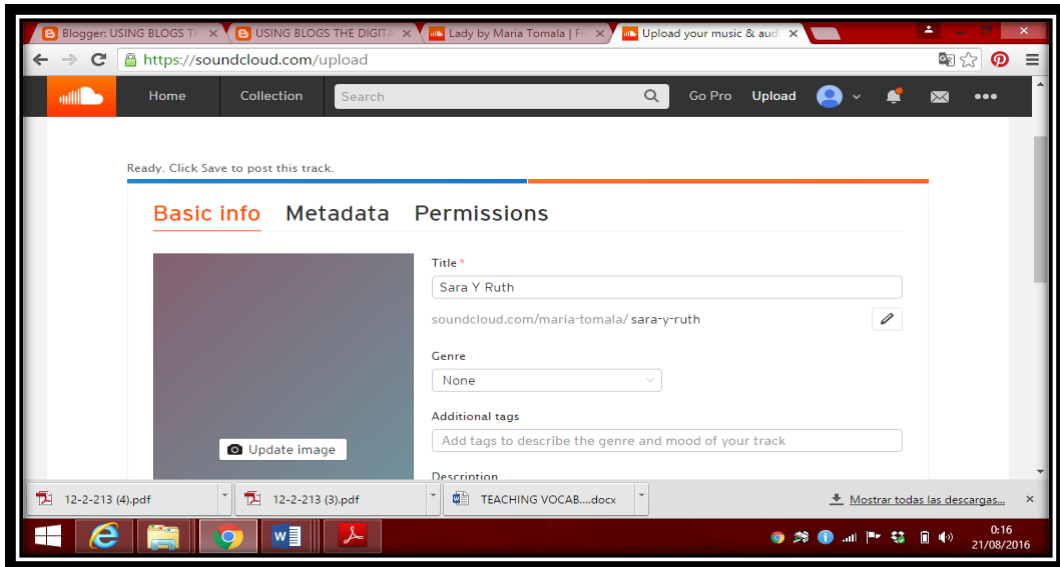 Blogger: USING BLOGS TH
USING BLOGS THE DIGITA
Lady by Maria Tomala | Fr
Upload your music & aud
https://soundcloud.com/upload
Home
Collection
Search
Go Pro
Upload
Ready. Click Save to post this track.
Basic info
Metadata
Permissions
Title *
Sara Y Ruth
soundcloud.com/maria-tomala/ sara-y-ruth
Genre
None
Additional tags
Add tags to describe the genre and mood of your track
Update image
Description
12-2-213 (4).pdf
12-2-213 (3).pdf
TEACHING VOCAB....docx
Mostrar todas las descargas...
0:16
21/08/2016